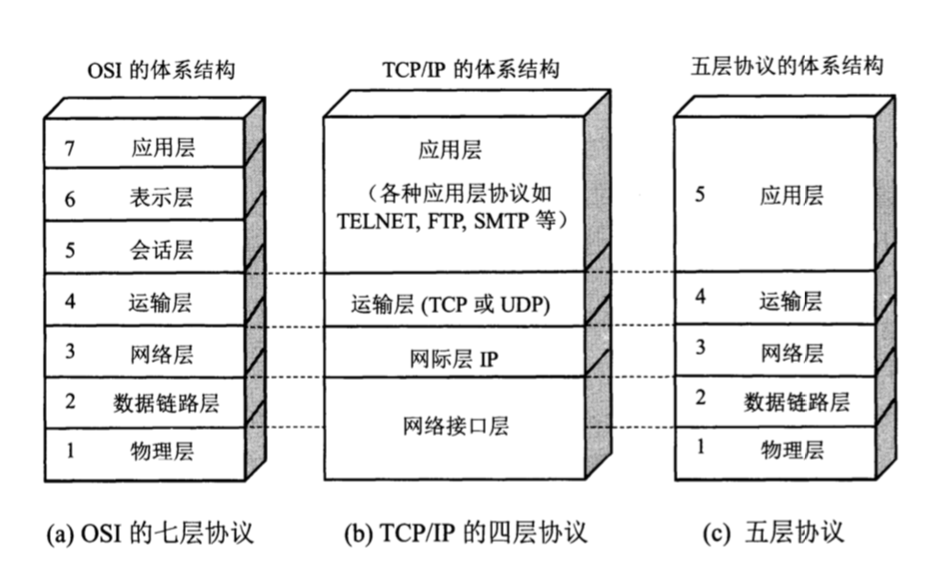 OSI 的体系结构
7 应用层
6 表示层
5 会话层
4 运输层
3 网络层
2 数据链路层
1 物理层
(a) OSI 的七层协议
TCP/IP 的体系结构
应用层
（各种应用层协议如
TELNET, FTP, SMTP 等）
运输层 (TCP 或 UDP)
网际层 IP
网络接口层
(b) TCP/IP 的四层协议
五层协议的体系结构
5 应用层
4 运输层
3 网络层
2 数据链路层
1 物理层
(c) 五层协议